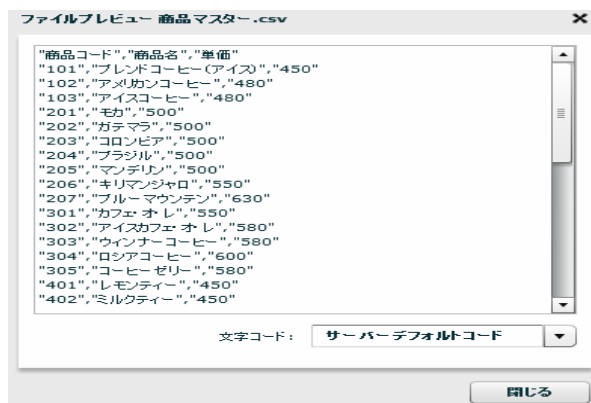 ファイルプレビュー 商品マスター.csv
"商品コード","商品名","単価"
"101","ブレンドコーヒー(アイス)","450"
"102","アメリカンコーヒー","480"
"103","アイスコーヒー","480"
"201","モカ","500"
"202","ガテマラ","500"
"203","コロンビア","500"
"204","ブラジル","500"
"205","マンデリン","500"
"206","キリマンジャロ","550"
"207","ブルーマウンテン","630"
"301","カフェ・オ・レ","550"
"302","アイスカフェ・オ・レ","580"
"303","ウィンナーコーヒー","580"
"304","ロシアコーヒー","600"
"305","コーヒーゼリー","580"
"401","レモンティー","450"
"402","ミルクティー","450"
文字コード: サーバーデフォルトコード
閉じる